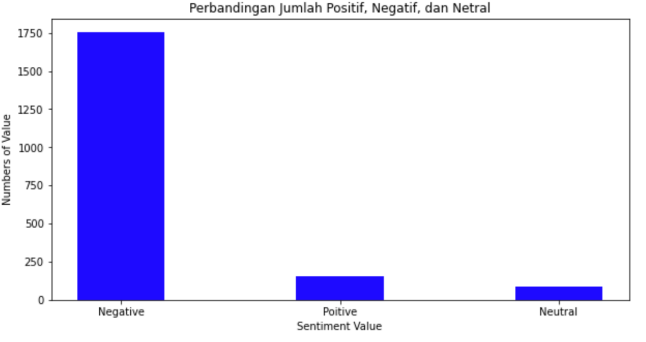 Perbandingan Jumlah Positif, Negatif, dan Netral
1750
1500
1250
1000
750
500
250
0
Numbers of Value
Negative
Poitive
Neutral
Sentiment Value